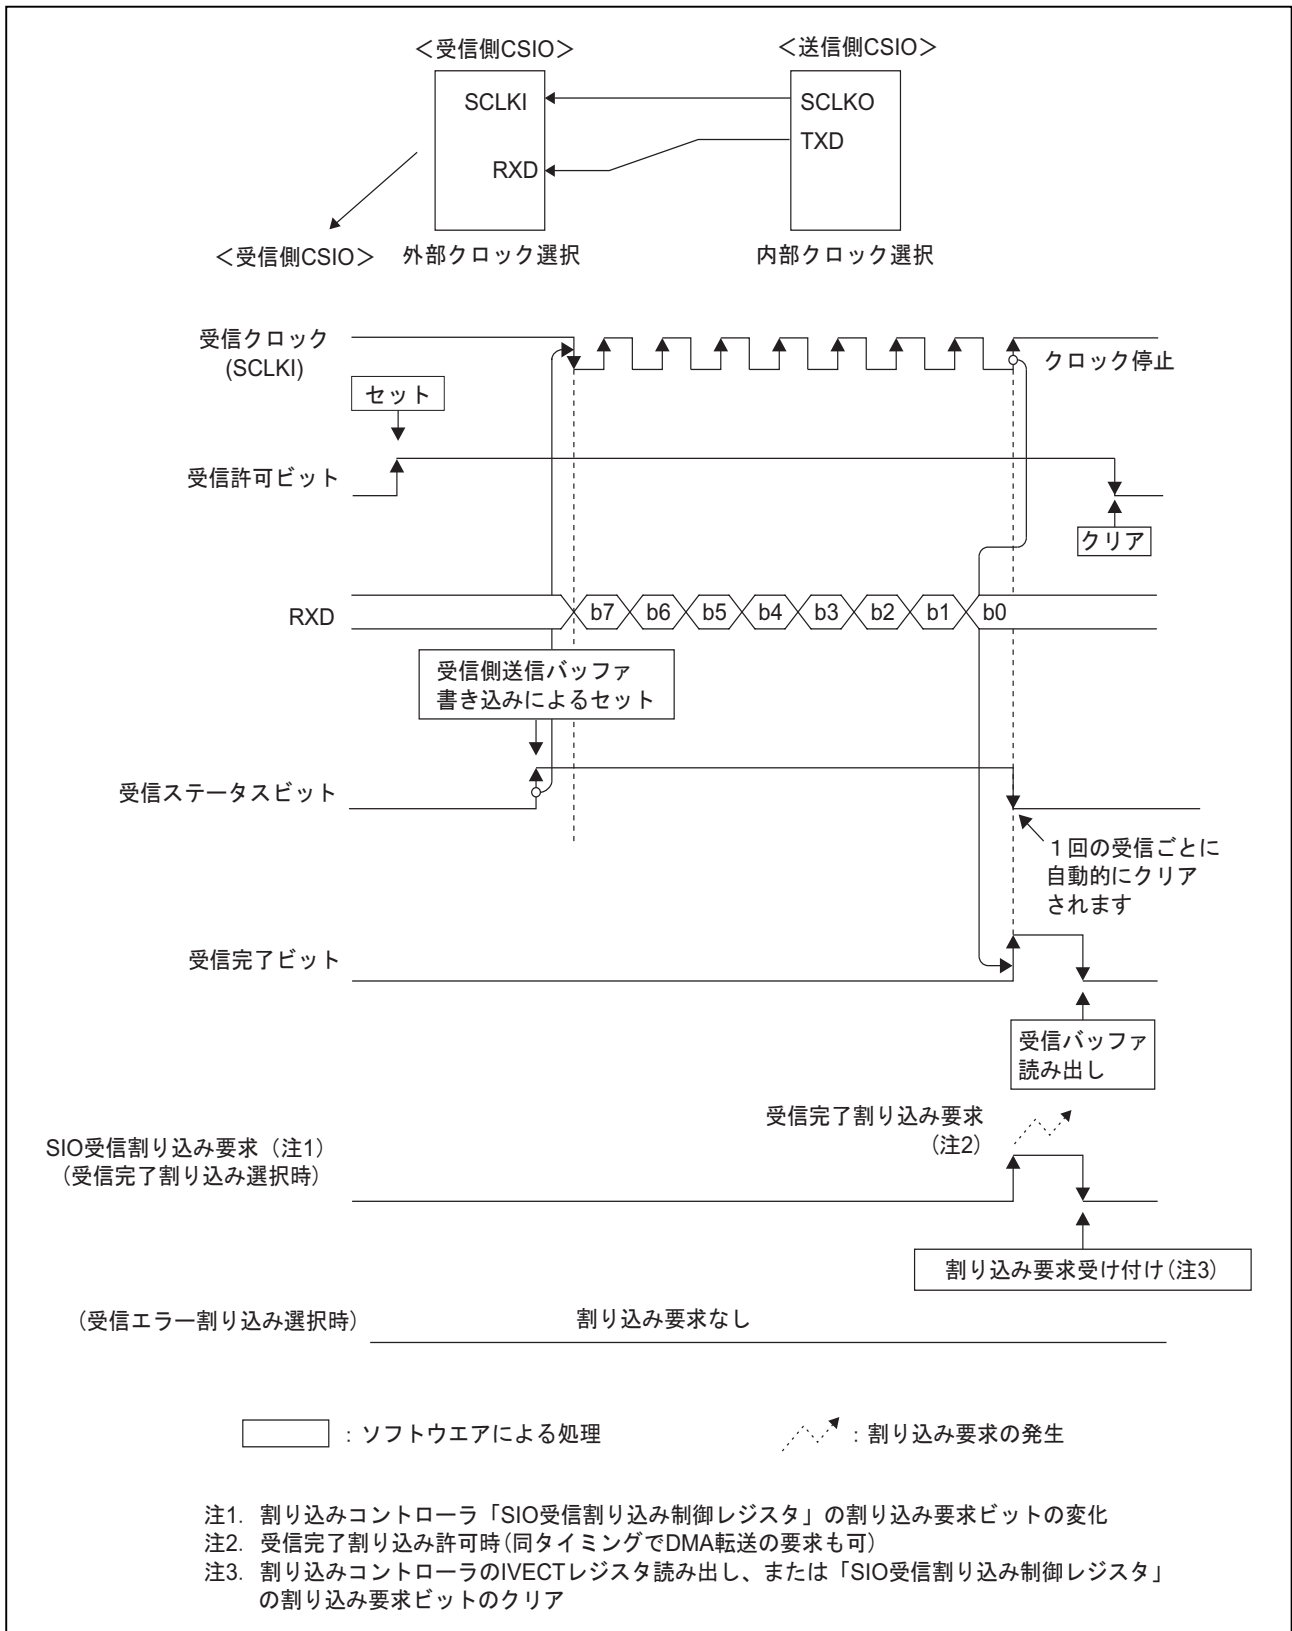 ＜受信側CSIO＞
＜送信側CSIO＞
SCLKI
SCLKO
TXD
RXD
＜受信側CSIO＞
外部クロック選択
内部クロック選択
受信クロック
(SCLKI)
クロック停止
セット
受信許可ビット
クリア
RXD
b7
b6
b5
b4
b3
b2
b1
b0
受信側送信バッファ
書き込みによるセット
受信ステータスビット
１回の受信ごとに
自動的にクリア
されます
受信完了ビット
受信バッファ
読み出し
受信完了割り込み要求
(注2)
SIO受信割り込み要求（注1）
（受信完了割り込み選択時）
割り込み要求受け付け(注3)
（受信エラー割り込み選択時）
割り込み要求なし
：ソフトウエアによる処理
：割り込み要求の発生
注1. 割り込みコントローラ「SIO受信割り込み制御レジスタ」の割り込み要求ビットの変化
注2. 受信完了割り込み許可時(同タイミングでDMA転送の要求も可)
注3. 割り込みコントローラのIVECTレジスタ読み出し、または「SIO受信割り込み制御レジスタ」
の割り込み要求ビットのクリア